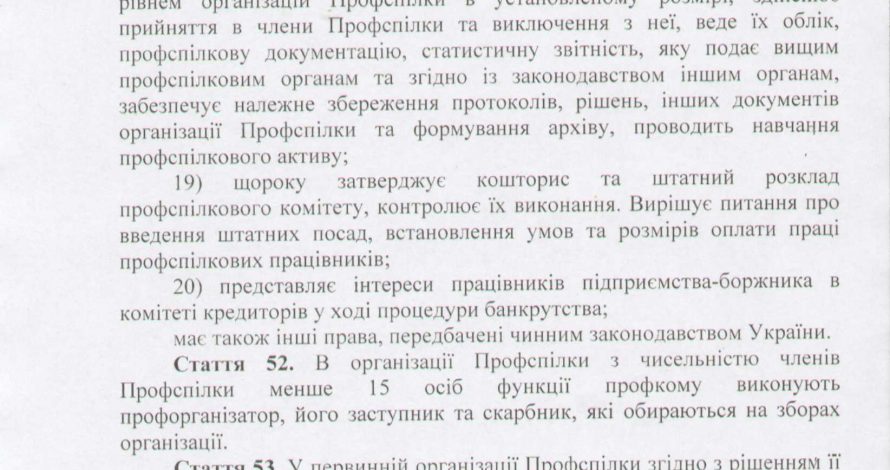 рівнем організацій Профспілки в установленому розмірі, здійснює
прийняття в члени Профспілки та виключення з неї, веде їх облік,
профспілкову документацію, статистичну звітність, яку подає вищим
профспілковим органам та згідно із законодавством іншим органам,
забезпечує належне збереження протоколів, рішень, інших документів
організації Профспілки та формування архіву, проводить навчання
профспілкового активу;
19) щороку затверджує кошторис та штатний розклад
профспілкового комітету, контролює їх виконання. Вирішує питання про
введення штатних посад, встановлення умов та розмірів оплати праці
профспілкових працівників;
20) представляє інтереси працівників підприємства-боржника в
комітеті кредиторів у ході процедури банкрутства;
має також інші права, передбачені чинним законодавством України.
Стаття 52. В організації Профспілки з чисельністю членів
Профспілки менше 15 осіб функції профкому виконують
профорганізатор, його заступник та скарбник, які обираються на зборах
організації.
Стаття 53. У первинній організації Профспілки згідно з рішенням її